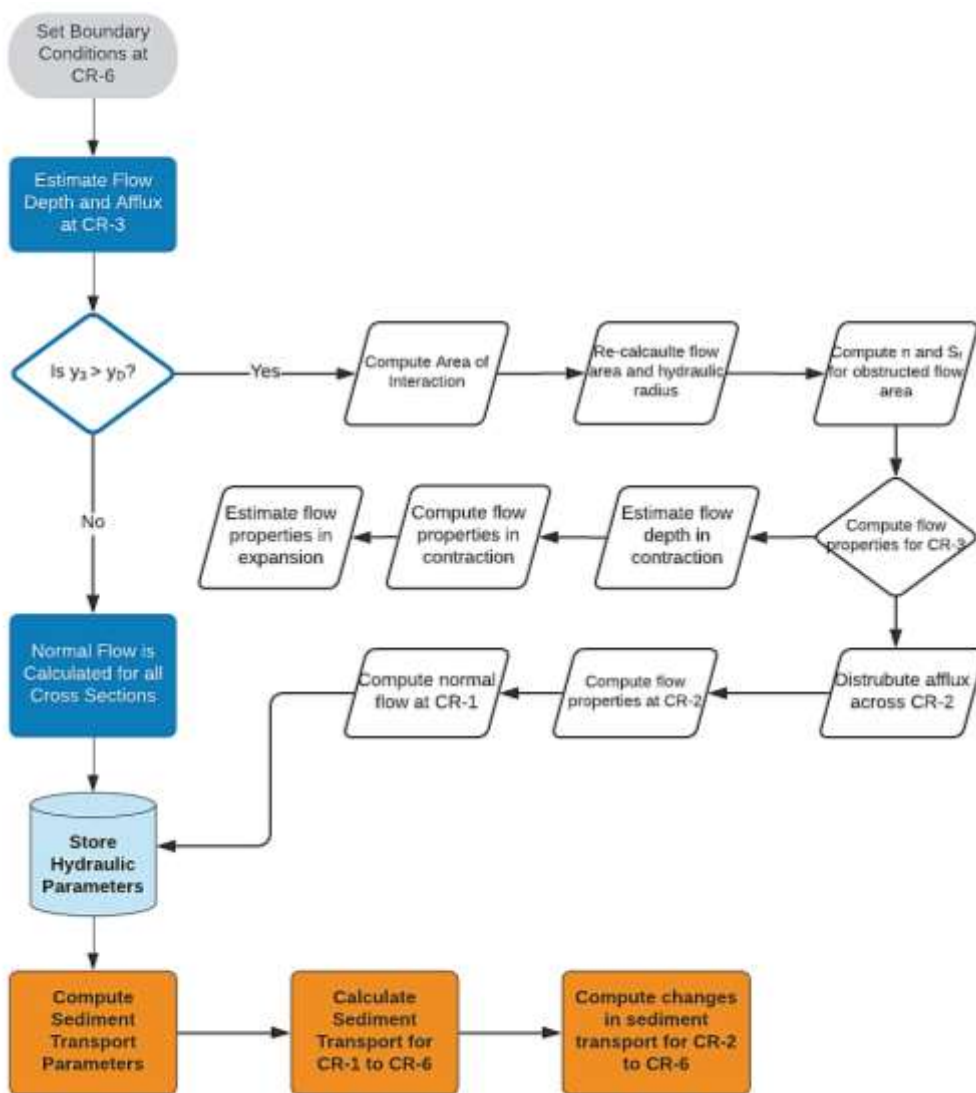 Set Boundary
Conditions at
CR-6
Estimate Flow
Depth and Afflux
at CR-3
Is y₃ > y_D?
Yes
Compute Area of
Interaction
Re-calcaulte flow
area and hydraulic
radius
Compute n and S_f
for obstructed flow
area
No
Estimate flow
properties in
expansion
Compute flow
properties in
contraction
Estimate flow
depth in
contraction
Compute flow
properties for CR-3
Normal Flow is
Calculated for all
Cross Sections
Compute normal
flow at CR-1
Compute flow
properties at CR-2
Distrubute afflux
across CR-2
Store
Hydraulic
Parameters
Compute
Sediment
Transport
Parameters
Calculate
Sediment
Transport for
CR-1 to CR-6
Compute changes
in sediment
transport for CR-2
to CR-6